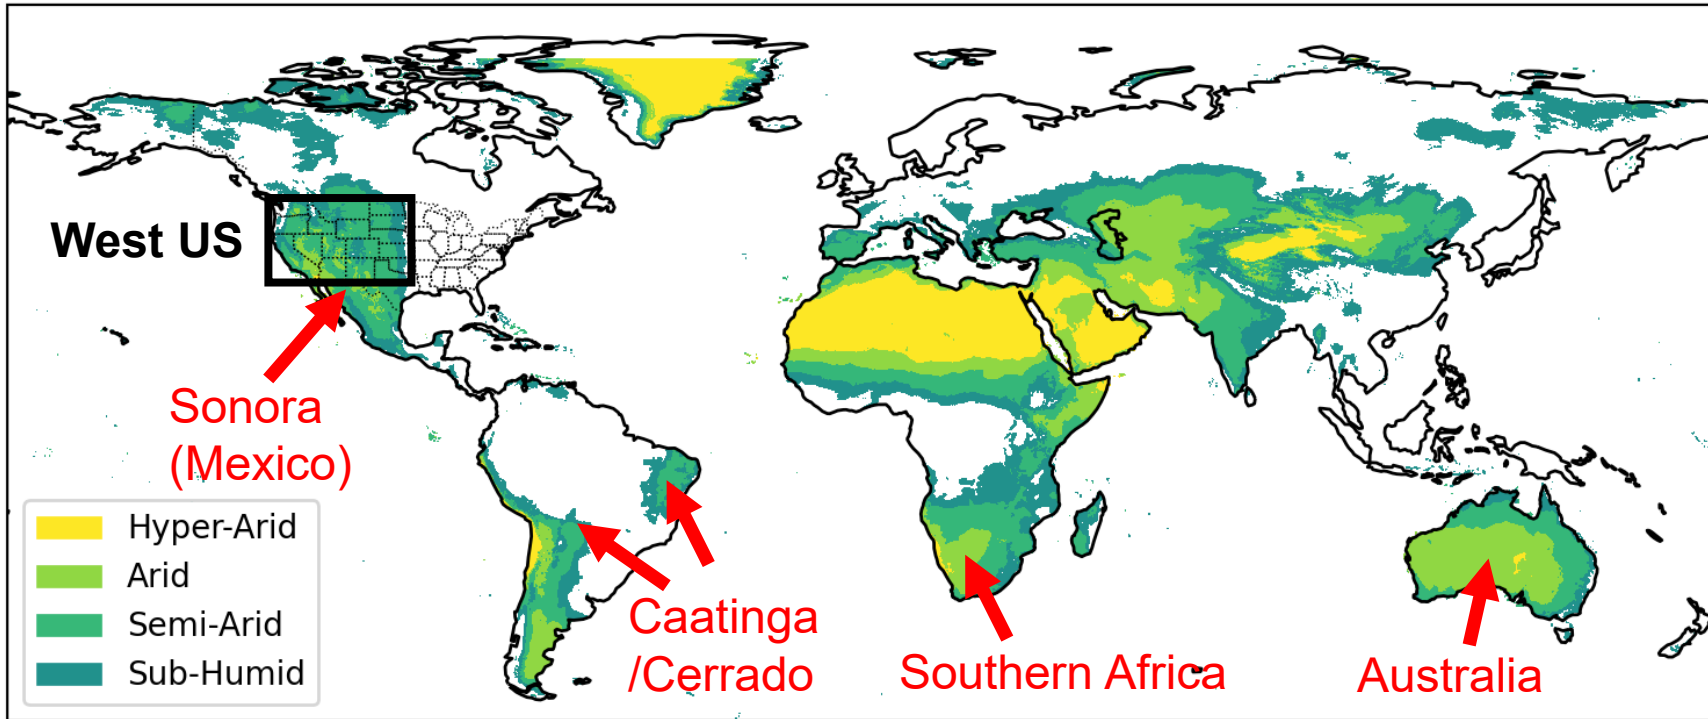 West US
Sonora
(Mexico)
Hyper-Arid
Arid
Semi-Arid
Sub-Humid
Caatinga
/Cerrado
Southern Africa
Australia